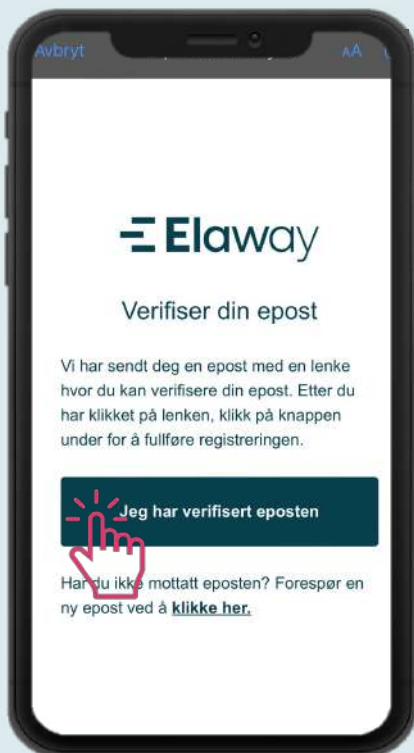 Avbryt
AA
Elaway
Verifiser din epost
Vi har sendt deg en epost med en lenke
hvor du kan verifisere din epost. Etter du
har klikket på lenken, klikk på knappen
under for å fullføre registreringen.
Jeg har verifisert eposten
Har du ikke mottatt eposten? Forespør en
ny epost ved å klikke her.